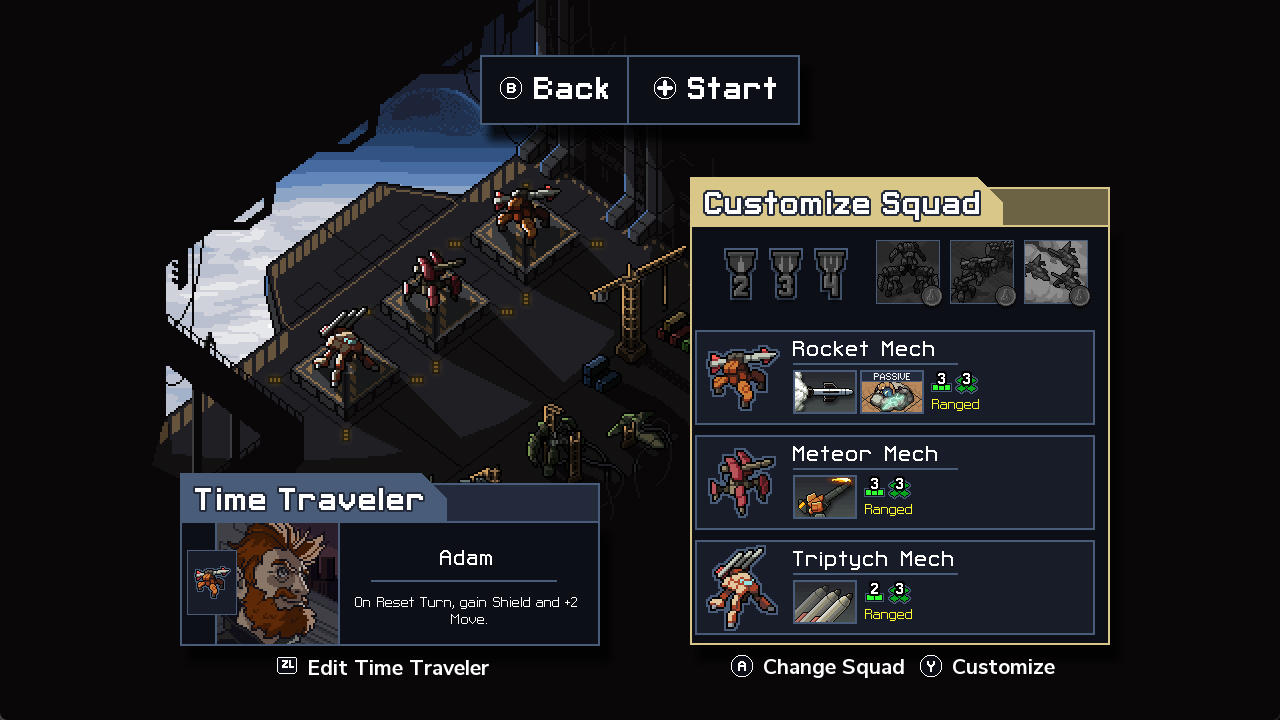 B Back
+ Start
Customize Squad
2 3 4
Rocket Mech
PASSIVE
3 3
Ranged
Meteor Mech
3 3
Ranged
Triptych Mech
2 3
Ranged
Time Traveler
Adam
On Reset Turn, gain Shield and +2
Move.
ZL Edit Time Traveler
A Change Squad Y Customize